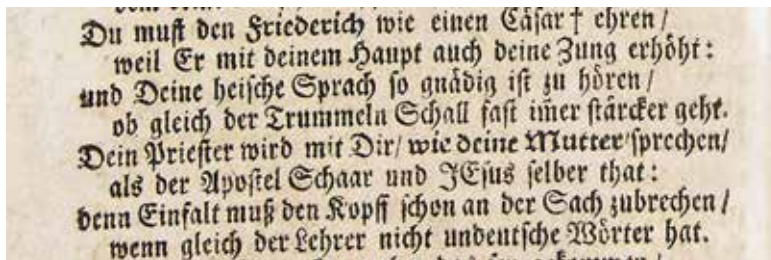 Du must den Friederich wie einen Cäsar † ehren /
weil Er mit deinem Haupt auch deine Zung erhöht:
und Deine heische Sprach so gnädig ist zu hören /
ob gleich der Trummeln Schall fast im̃er stärcker geht.
Dein Priester wird mit Dir / wie deine Mutter sprechen /
als der Apostel Schaar und JEsus selber that:
denn Einfalt muß den Kopff schon an der Sach zubrechen /
wenn gleich der Lehrer nicht undeutsche Wörter hat.